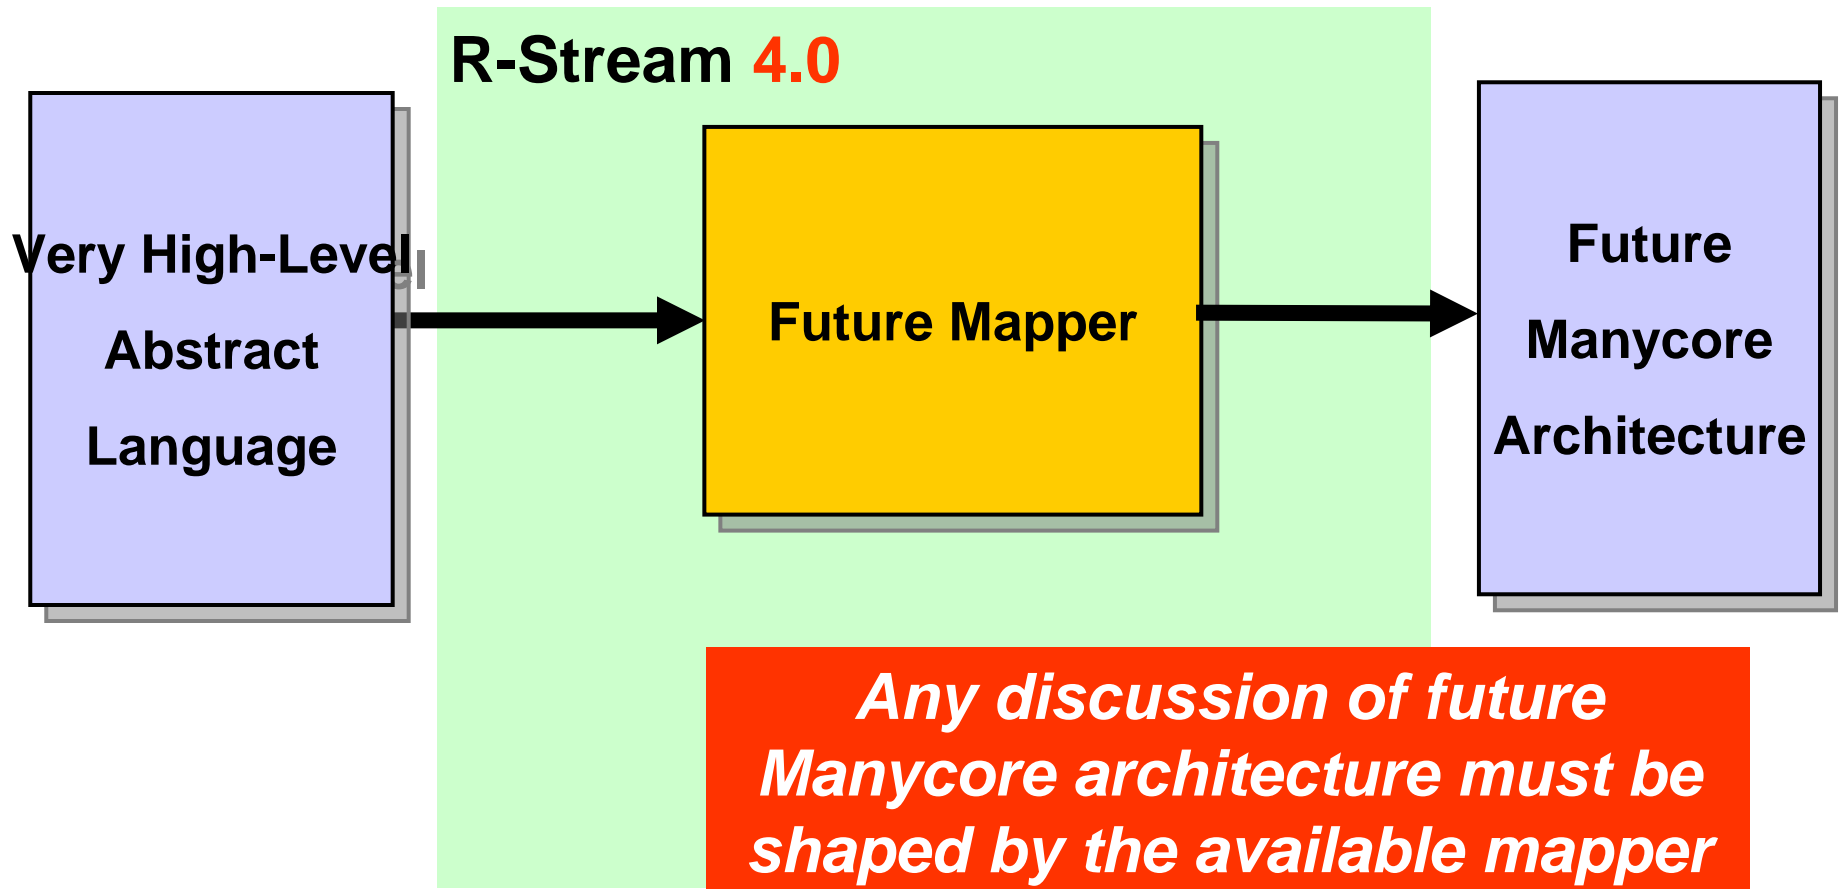 R-Stream 4.0
Very High-Level
Abstract
Language
Future Mapper
Future
Manycore
Architecture
Any discussion of future
Manycore architecture must be
shaped by the available mapper